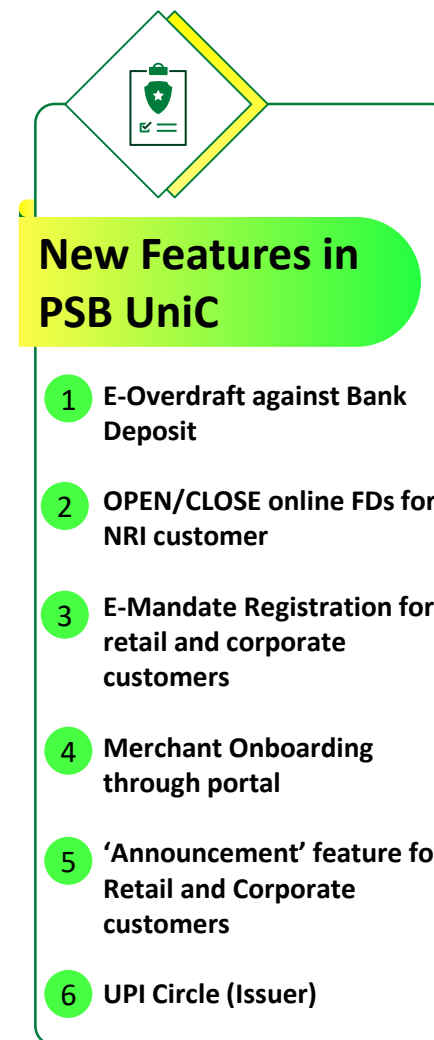 New Features in
PSB UniC
1 E-Overdraft against Bank
Deposit
2 OPEN/CLOSE online FDs for
NRI customer
3 E-Mandate Registration for
retail and corporate
customers
4 Merchant Onboarding
through portal
5 ‘Announcement’ feature fo
Retail and Corporate
customers
6 UPI Circle (Issuer)